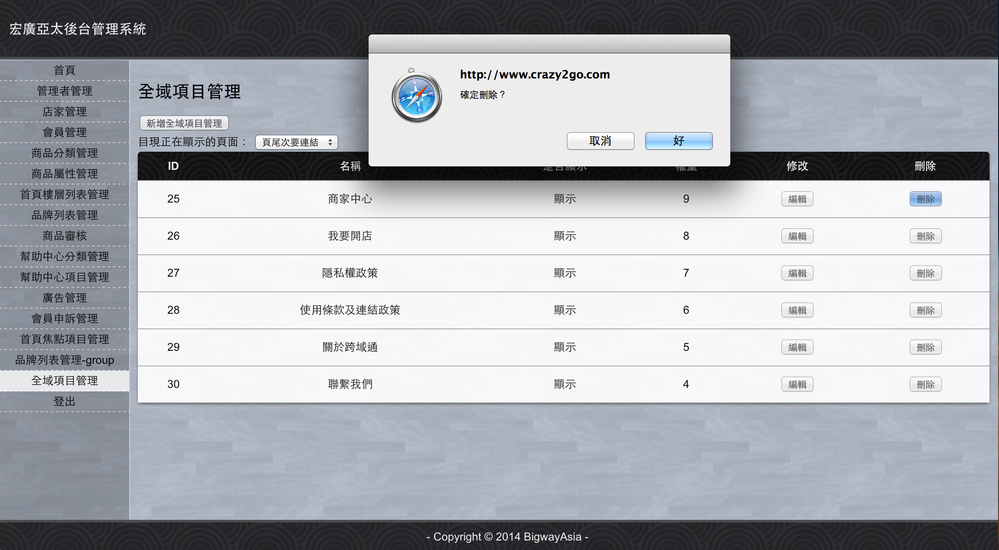 宏廣亞太後台管理系統
http://www.crazy2go.com
確定刪除？
取消
好
首頁
管理者管理
店家管理
會員管理
商品分類管理
商品屬性管理
首頁樓層列表管理
品牌列表管理
商品審核
幫助中心分類管理
幫助中心項目管理
廣告管理
會員申訴管理
首頁焦點項目管理
品牌列表管理-group
全域項目管理
登出
全域項目管理
新增全域項目管理
目現正在顯示的頁面： 頁尾次要連結
ID 名稱 是否顯示 權重 修改 刪除
25 商家中心 顯示 9 編輯 刪除
26 我要開店 顯示 8 編輯 刪除
27 隱私權政策 顯示 7 編輯 刪除
28 使用條款及連結政策 顯示 6 編輯 刪除
29 關於跨域通 顯示 5 編輯 刪除
30 聯繫我們 顯示 4 編輯 刪除
- Copyright © 2014 BigwayAsia -